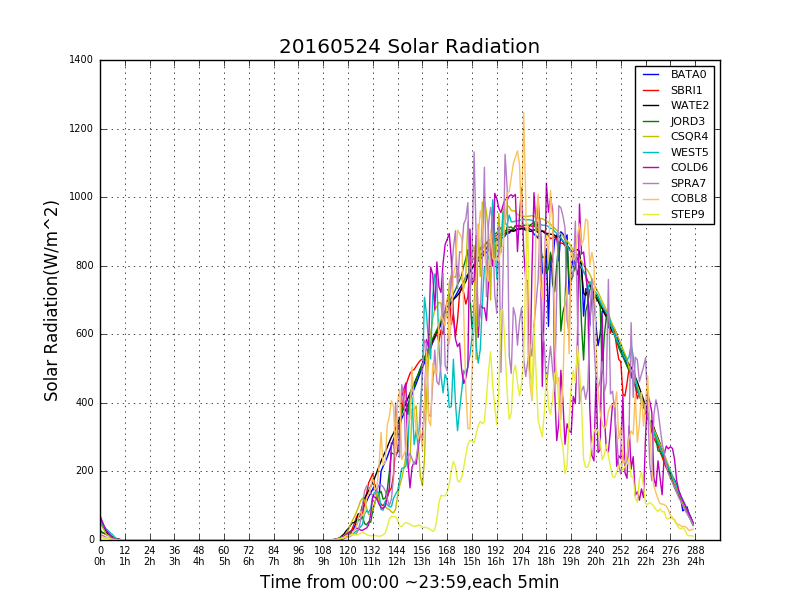 20160524 Solar Radiation
1400
1200
1000
800
600
400
200
0
Solar Radiation(W/m^2)
BATA0
SBRI1
WATE2
JORD3
CSQR4
WEST5
COLD6
SPRA7
COBL8
STEP9
0 12 24 36 48 60 72 84 96 108 120 132 144 156 168 180 192 204 216 228 240 252 264 276 288
0h 1h 2h 3h 4h 5h 6h 7h 8h 9h 10h 11h 12h 13h 14h 15h 16h 17h 18h 19h 20h 21h 22h 23h 24h
Time from 00:00 ~23:59,each 5min